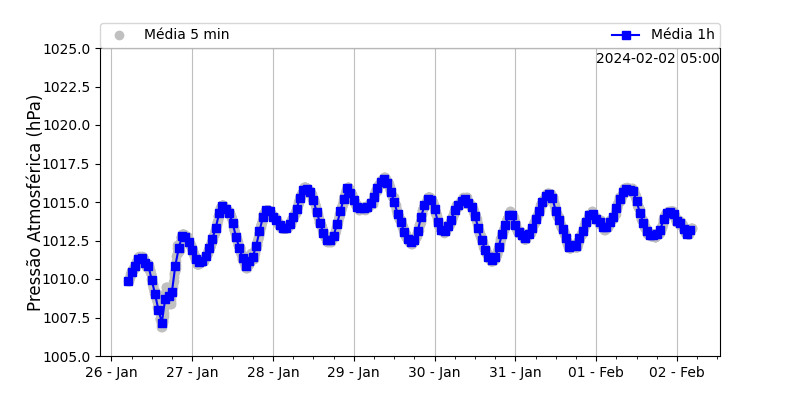 Média 5 min
Média 1h
2024-02-02 05:00
Pressão Atmosférica (hPa)
1025.0
1022.5
1020.0
1017.5
1015.0
1012.5
1010.0
1007.5
1005.0
26 - Jan
27 - Jan
28 - Jan
29 - Jan
30 - Jan
31 - Jan
01 - Feb
02 - Feb